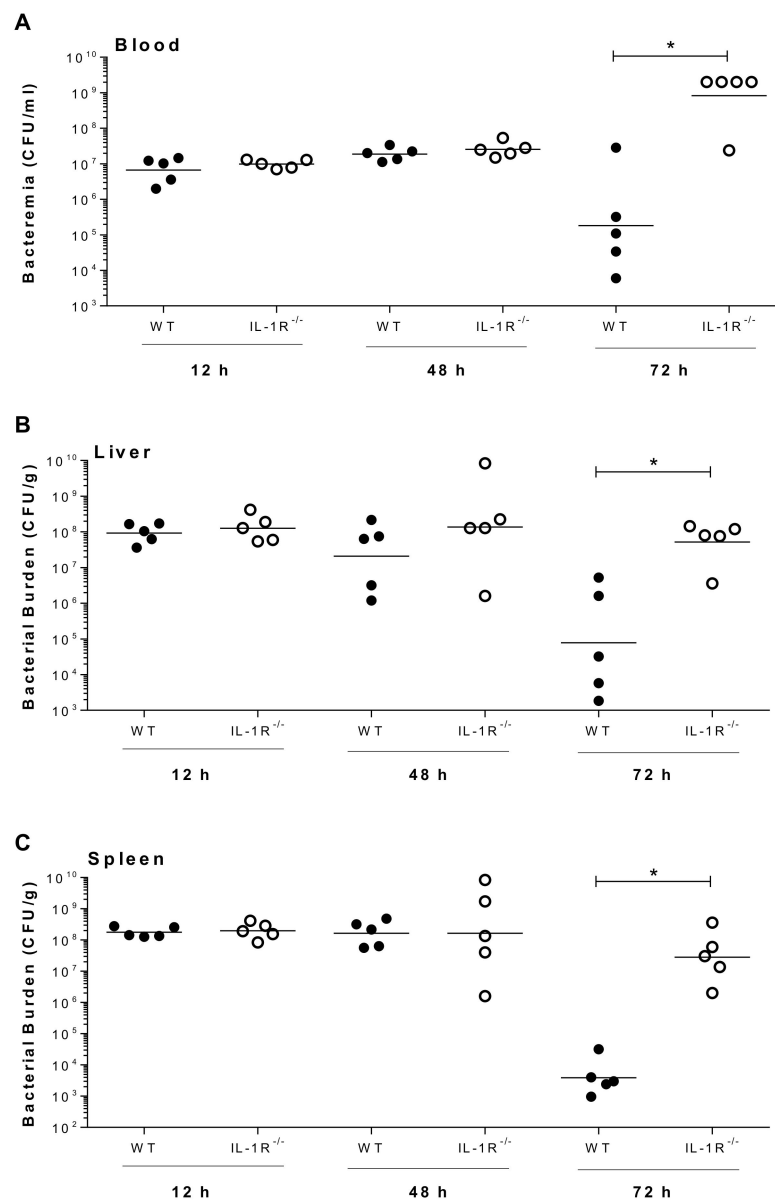 A
Blood
Bacteremia (CFU/ml)
10^10
10^9
10^8
10^7
10^6
10^5
10^4
10^3
*
WT IL-1R^-/- WT IL-1R^-/- WT IL-1R^-/-
12 h 48 h 72 h
B
Liver
Bacterial Burden (CFU/g)
10^10
10^9
10^8
10^7
10^6
10^5
10^4
10^3
*
WT IL-1R^-/- WT IL-1R^-/- WT IL-1R^-/-
12 h 48 h 72 h
C
Spleen
Bacterial Burden (CFU/g)
10^10
10^9
10^8
10^7
10^6
10^5
10^4
10^3
10^2
*
WT IL-1R^-/- WT IL-1R^-/- WT IL-1R^-/-
12 h 48 h 72 h